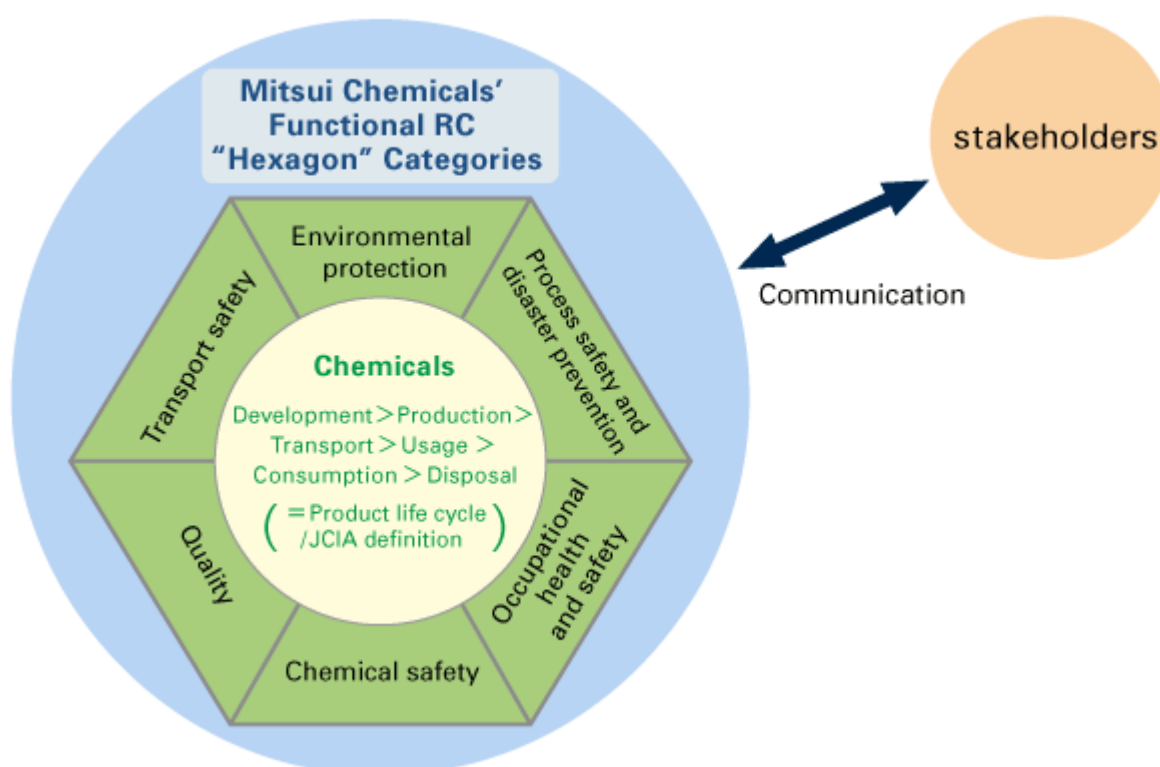 Mitsui Chemicals’
Functional RC
“Hexagon” Categories
stakeholders
Communication
Environmental
protection
Process safety and
disaster prevention
Occupational
health
and safety
Chemical safety
Quality
Transport safety
Chemicals
Development＞Production＞
Transport＞Usage＞
Consumption＞Disposal
(＝Product life cycle
/JCIA definition)